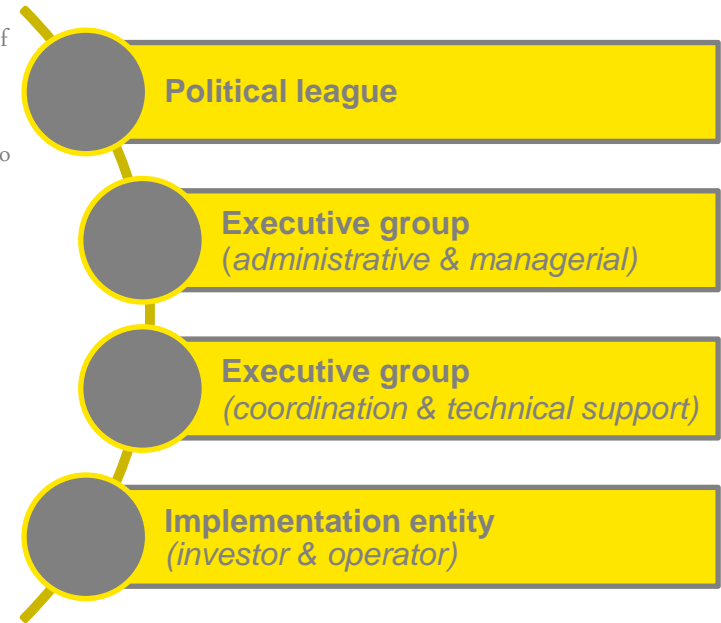 f
o
Political league
Executive group
(administrative & managerial)
Executive group
(coordination & technical support)
Implementation entity
(investor & operator)